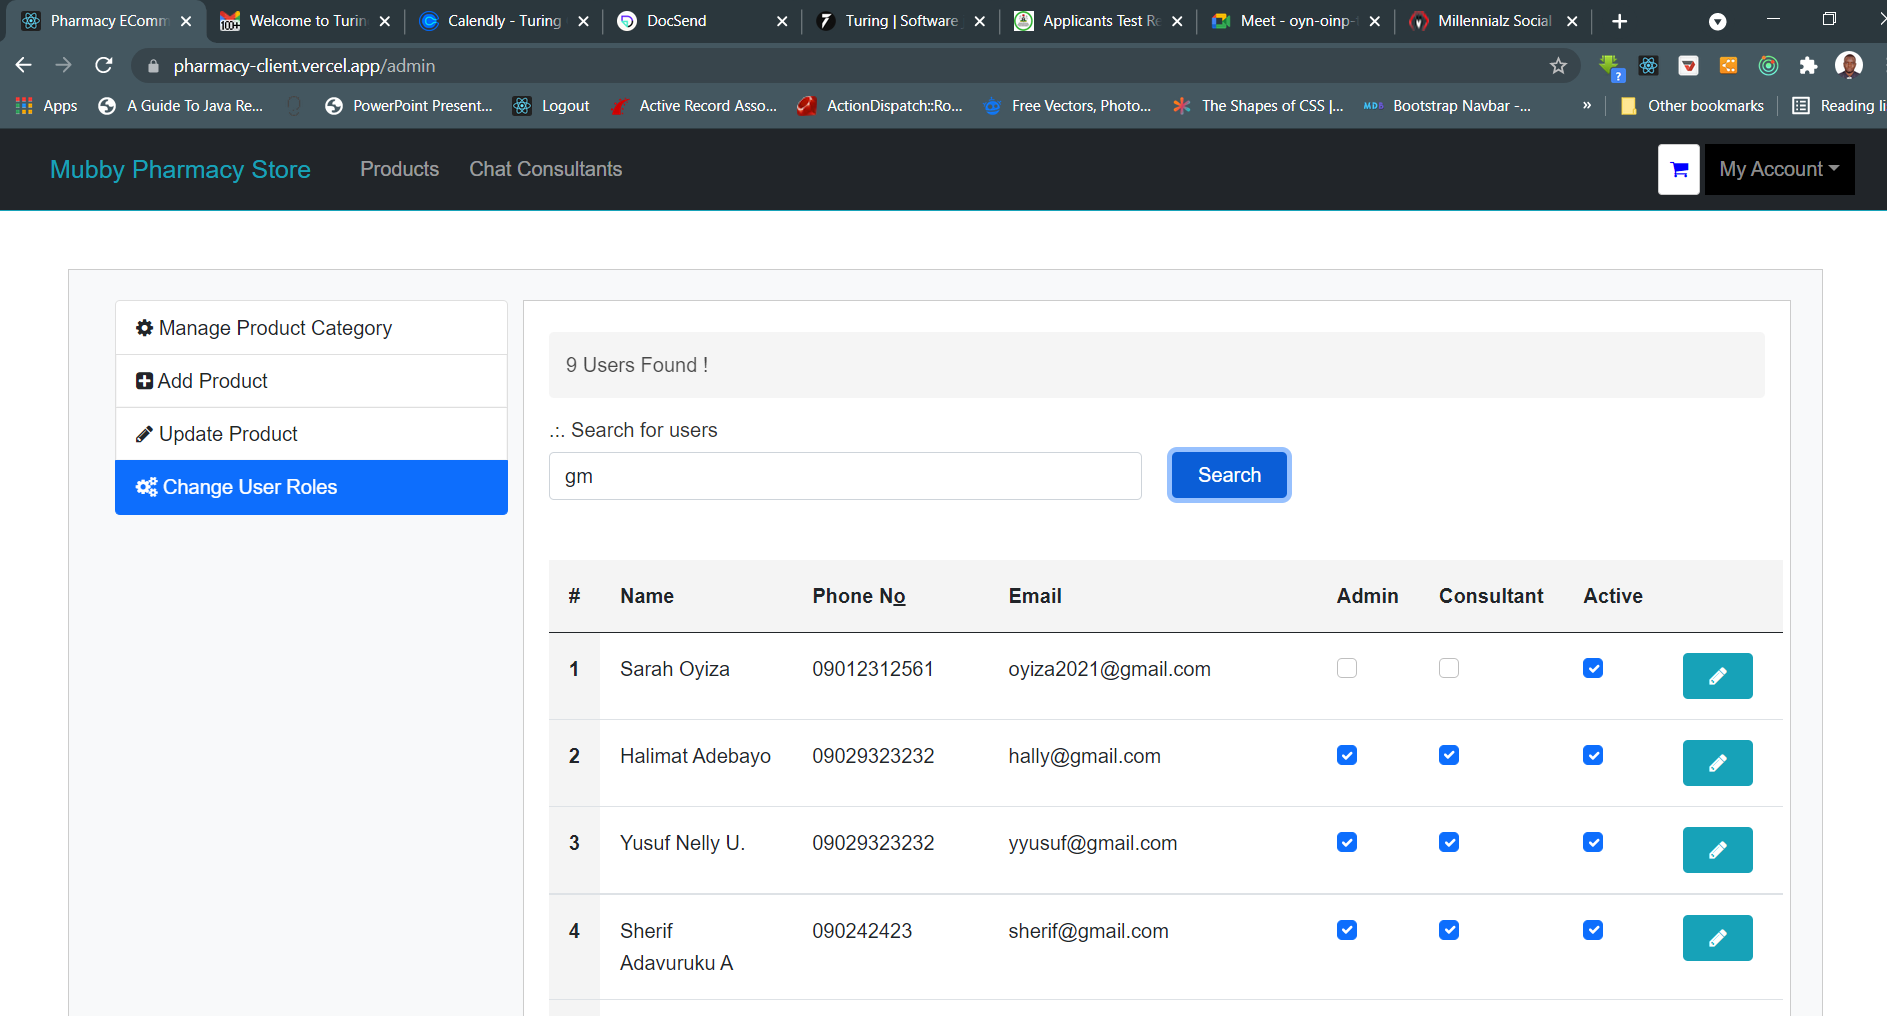 Pharmacy EComm
Welcome to Turin
Calendly - Turing
DocSend
Turing | Software
Applicants Test Re
Meet - oyn-oinp-
Millennialz Social
pharmacy-client.vercel.app/admin
Apps
A Guide To Java Re...
PowerPoint Present...
Logout
Active Record Asso...
ActionDispatch::Ro...
Free Vectors, Photo...
The Shapes of CSS |...
Bootstrap Navbar -...
»
Other bookmarks
Reading li
Mubby Pharmacy Store
Products
Chat Consultants
My Account
Manage Product Category
Add Product
Update Product
Change User Roles
9 Users Found !
.:. Search for users
gm
Search
# Name Phone No Email Admin Consultant Active
1 Sarah Oyiza 09012312561 oyiza2021@gmail.com
2 Halimat Adebayo 09029323232 hally@gmail.com
3 Yusuf Nelly U. 09029323232 yyusuf@gmail.com
4 Sherif 090242423 sherif@gmail.com
Adavuruku A